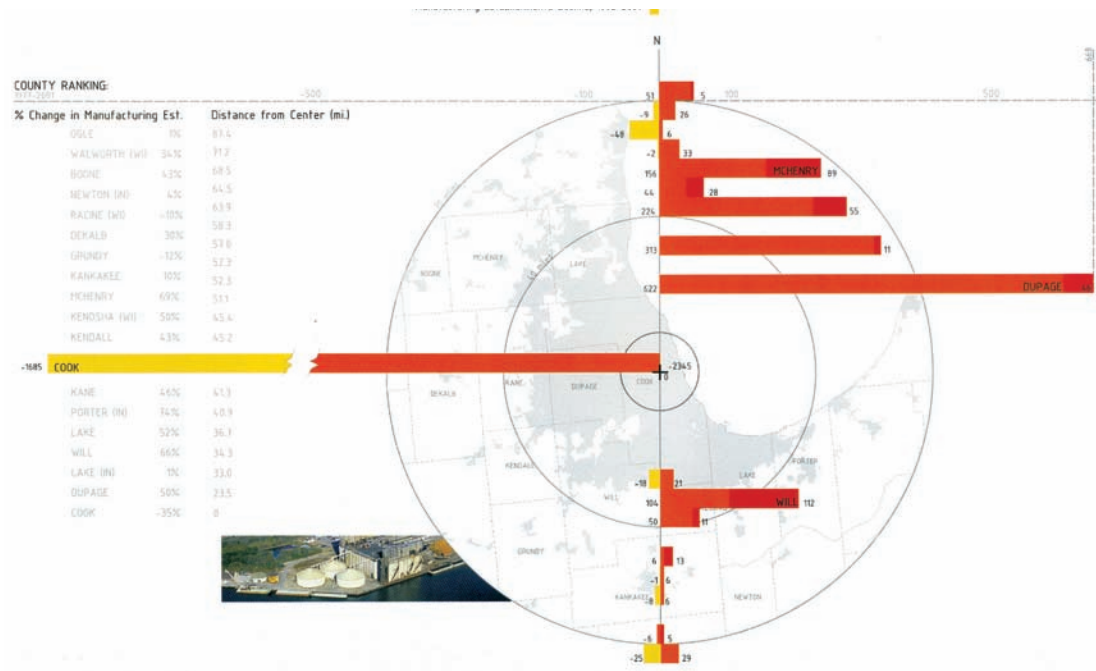 N
COUNTY RANKING:
1977-2001
-500 -100 100 500
669
% Change in Manufacturing Est. Distance from Center (mi.)
OGLE 1% 87.4
WALWORTH (WI) 34% 71.3
BOONE 43% 68.5
NEWTON (IN) 4% 64.5
RACINE (WI) -10% 63.9
DEKALB 30% 58.3
GRUNDY -12% 57.8
KANKAKEE 10% 52.3
MCHENRY 69% 51.1
KENOSHA (WI) 50% 45.4
KENDALL 43% 45.2
-1685 COOK -2345
0
KANE 46% 41.3
PORTER (IN) 74% 40.9
LAKE 52% 36.7
WILL 66% 34.3
LAKE (IN) 1% 33.0
DUPAGE 50% 23.5
COOK -35% 0
51 5
-9 26
-48 6
-2 33
156 MCHENRY 89
44 28
224 55
313 11
622 DUPAGE
MCHENRY LAKE
BOONE
DEKALB KANE DUPAGE COOK
KENDALL WILL LAKE PORTER
GRUNDY KANKAKEE NEWTON
-18 21
104 WILL 112
50 11
6 13
-1 6
-8 6
-6 5
-25 29